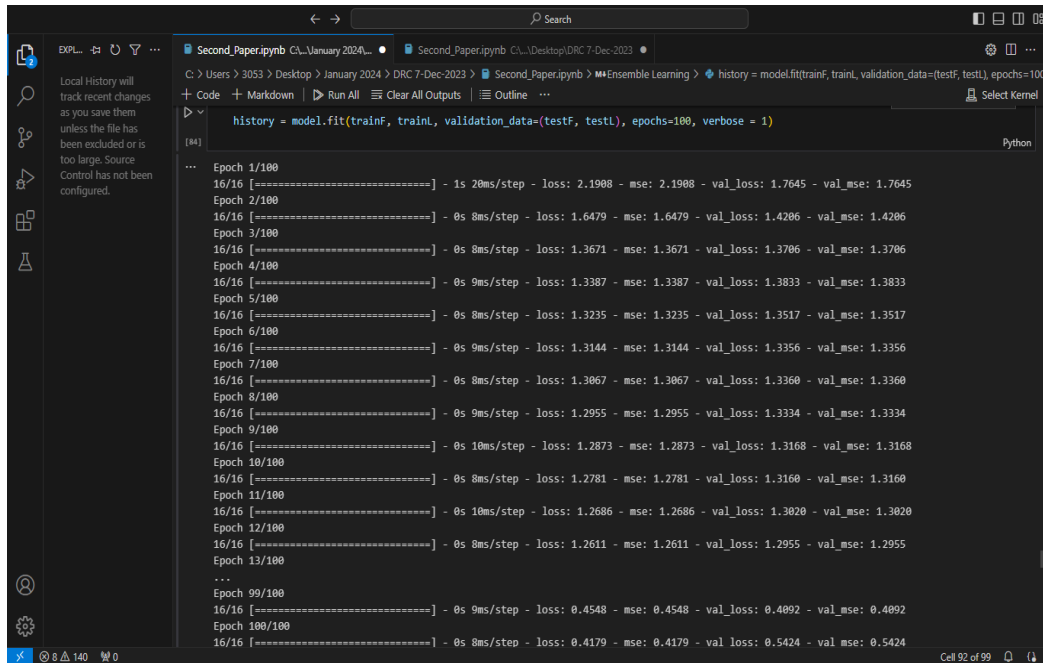 Search
EXPL...
Local History will
track recent changes
as you save them
unless the file has
been excluded or is
too large. Source
Control has not been
configured.
2
Second_Paper.ipynb C:\...\January 2024\...
Second_Paper.ipynb C:\...\Desktop\DRC 7-Dec-2023
C: > Users > 3053 > Desktop > January 2024 > DRC 7-Dec-2023 > Second_Paper.ipynb > M↓Ensemble Learning > history = model.fit(trainF, trainL, validation_data=(testF, testL), epochs=100
+ Code + Markdown | Run All Clear All Outputs | Outline ...
Select Kernel
history = model.fit(trainF, trainL, validation_data=(testF, testL), epochs=100, verbose = 1)
[84]
Python
... Epoch 1/100
16/16 [==============================] - 1s 20ms/step - loss: 2.1908 - mse: 2.1908 - val_loss: 1.7645 - val_mse: 1.7645
Epoch 2/100
16/16 [==============================] - 0s 8ms/step - loss: 1.6479 - mse: 1.6479 - val_loss: 1.4206 - val_mse: 1.4206
Epoch 3/100
16/16 [==============================] - 0s 8ms/step - loss: 1.3671 - mse: 1.3671 - val_loss: 1.3706 - val_mse: 1.3706
Epoch 4/100
16/16 [==============================] - 0s 9ms/step - loss: 1.3387 - mse: 1.3387 - val_loss: 1.3833 - val_mse: 1.3833
Epoch 5/100
16/16 [==============================] - 0s 8ms/step - loss: 1.3235 - mse: 1.3235 - val_loss: 1.3517 - val_mse: 1.3517
Epoch 6/100
16/16 [==============================] - 0s 9ms/step - loss: 1.3144 - mse: 1.3144 - val_loss: 1.3356 - val_mse: 1.3356
Epoch 7/100
16/16 [==============================] - 0s 8ms/step - loss: 1.3067 - mse: 1.3067 - val_loss: 1.3360 - val_mse: 1.3360
Epoch 8/100
16/16 [==============================] - 0s 9ms/step - loss: 1.2955 - mse: 1.2955 - val_loss: 1.3334 - val_mse: 1.3334
Epoch 9/100
16/16 [==============================] - 0s 10ms/step - loss: 1.2873 - mse: 1.2873 - val_loss: 1.3168 - val_mse: 1.3168
Epoch 10/100
16/16 [==============================] - 0s 8ms/step - loss: 1.2781 - mse: 1.2781 - val_loss: 1.3160 - val_mse: 1.3160
Epoch 11/100
16/16 [==============================] - 0s 10ms/step - loss: 1.2686 - mse: 1.2686 - val_loss: 1.3020 - val_mse: 1.3020
Epoch 12/100
16/16 [==============================] - 0s 8ms/step - loss: 1.2611 - mse: 1.2611 - val_loss: 1.2955 - val_mse: 1.2955
Epoch 13/100
...
Epoch 99/100
16/16 [==============================] - 0s 9ms/step - loss: 0.4548 - mse: 0.4548 - val_loss: 0.4092 - val_mse: 0.4092
Epoch 100/100
16/16 [==============================] - 0s 8ms/step - loss: 0.4179 - mse: 0.4179 - val_loss: 0.5424 - val_mse: 0.5424
8 140 0
Cell 92 of 99